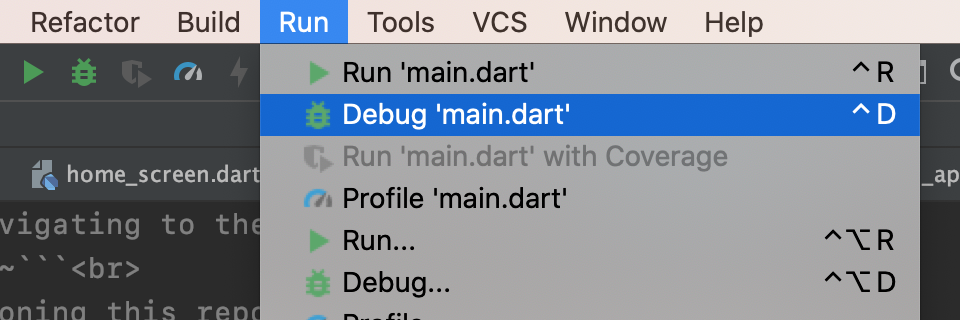 Refactor Build Run Tools VCS Window Help
Run 'main.dart' ⌃R
Debug 'main.dart' ⌃D
home_screen.dart Run 'main.dart' with Coverage _ap
Profile 'main.dart'
vigating to the
Run... ⌃⌥R
~```<br>
Debug... ⌃⌥D
oning this repo
Profile